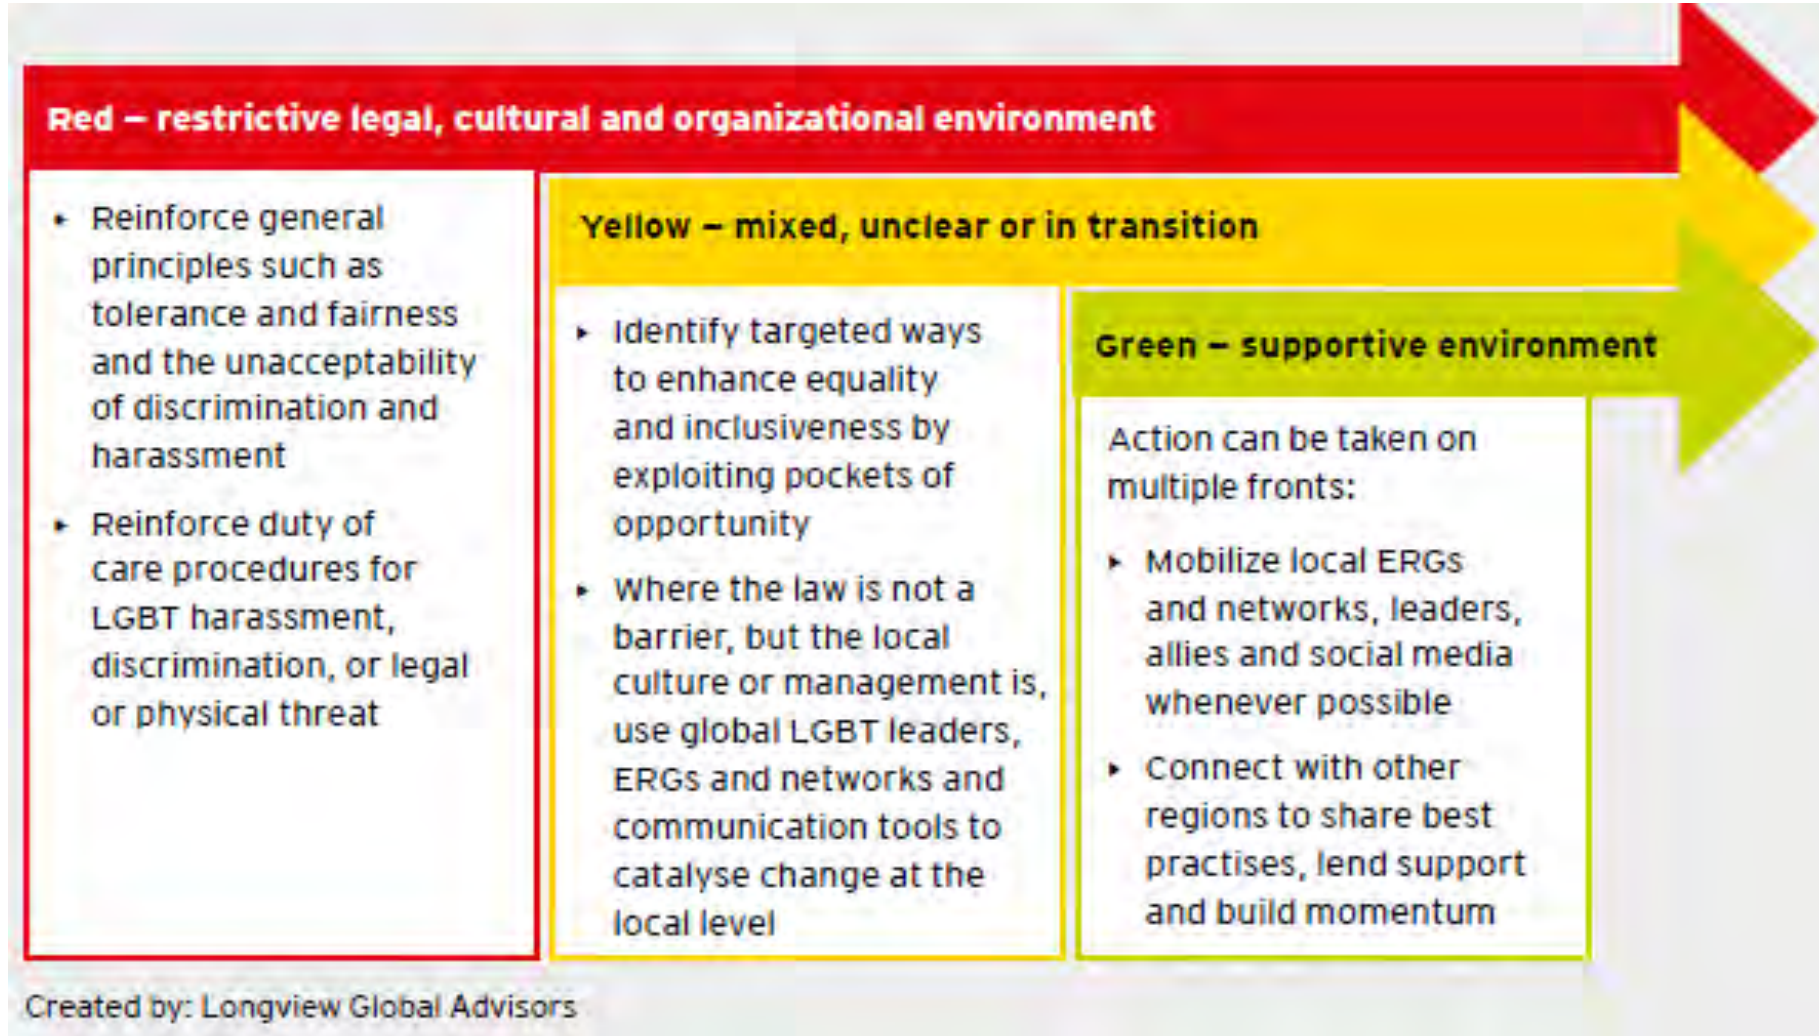 Red – restrictive legal, cultural and organizational environment
▸ Reinforce general
principles such as
tolerance and fairness
and the unacceptability
of discrimination and
harassment
▸ Reinforce duty of
care procedures for
LGBT harassment,
discrimination, or legal
or physical threat
Yellow – mixed, unclear or in transition
▸ Identify targeted ways
to enhance equality
and inclusiveness by
exploiting pockets of
opportunity
▸ Where the law is not a
barrier, but the local
culture or management is,
use global LGBT leaders,
ERGs and networks and
communication tools to
catalyse change at the
local level
Green – supportive environment
Action can be taken on
multiple fronts:
▸ Mobilize local ERGs
and networks, leaders,
allies and social media
whenever possible
▸ Connect with other
regions to share best
practises, lend support
and build momentum
Created by: Longview Global Advisors